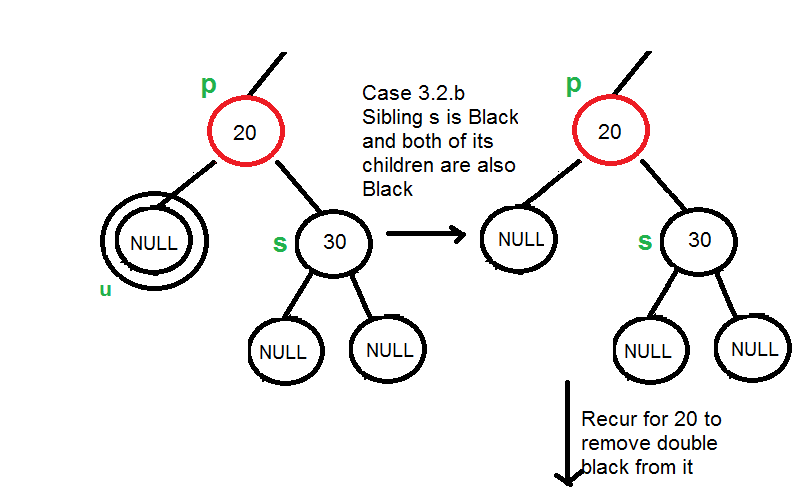 p
20
NULL
u
s
30
NULL
NULL
Case 3.2.b
Sibling s is Black
and both of its
children are also
Black
p
20
NULL
s
30
NULL
NULL
Recur for 20 to
remove double
black from it